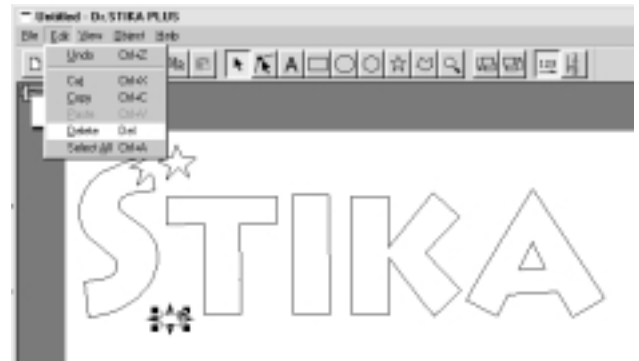 Untitled - Dr.STIKA PLUS
File Edit View Object Help
Undo Ctrl+Z
Cut Ctrl+X
Copy Ctrl+C
Paste Ctrl+V
Delete Del
Select All Ctrl+A
A
STIKA